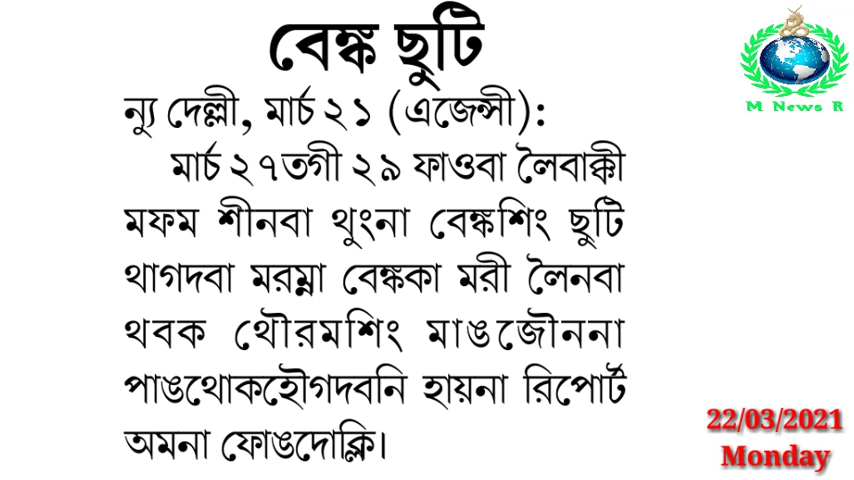 বেঙ্ক ছুটি
M News R
ন্যু দেল্লী, মার্চ ২১ (এজেন্সী):
মার্চ ২৭তগী ২৯ ফাওবা লৈবাক্কী
মফম শীনবা থুংনা বেঙ্কশিং ছুটি
থাগদবা মরম্না বেঙ্ককা মরী লৈনবা
থবক থৌরমশিং মাঙজৌননা
পাঙথোকহৌগদবনি হায়না রিপোর্ট
অমনা ফোঙদোক্লি।
22/03/2021
Monday